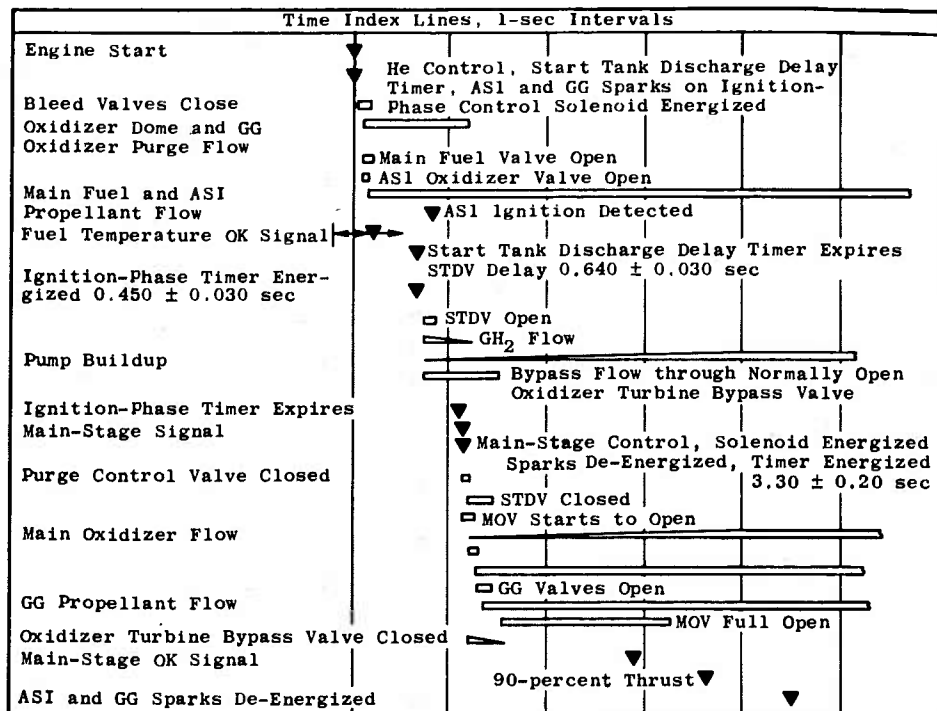 Time Index Lines, 1-sec Intervals
Engine Start
He Control, Start Tank Discharge Delay
Timer, ASI and GG Sparks on Ignition-
Bleed Valves Close
Phase Control Solenoid Energized
Oxidizer Dome and GG
Oxidizer Purge Flow
Main Fuel Valve Open
ASI Oxidizer Valve Open
Main Fuel and ASI
Propellant Flow
ASI Ignition Detected
Fuel Temperature OK Signal
Start Tank Discharge Delay Timer Expires
STDV Delay 0.640 ± 0.030 sec
Ignition-Phase Timer Ener-
gized 0.450 ± 0.030 sec
STDV Open
GH2 Flow
Pump Buildup
Bypass Flow through Normally Open
Oxidizer Turbine Bypass Valve
Ignition-Phase Timer Expires
Main-Stage Signal
Main-Stage Control, Solenoid Energized
Sparks De-Energized, Timer Energized
Purge Control Valve Closed
3.30 ± 0.20 sec
STDV Closed
MOV Starts to Open
Main Oxidizer Flow
GG Valves Open
GG Propellant Flow
MOV Full Open
Oxidizer Turbine Bypass Valve Closed
Main-Stage OK Signal
90-percent Thrust
ASI and GG Sparks De-Energized